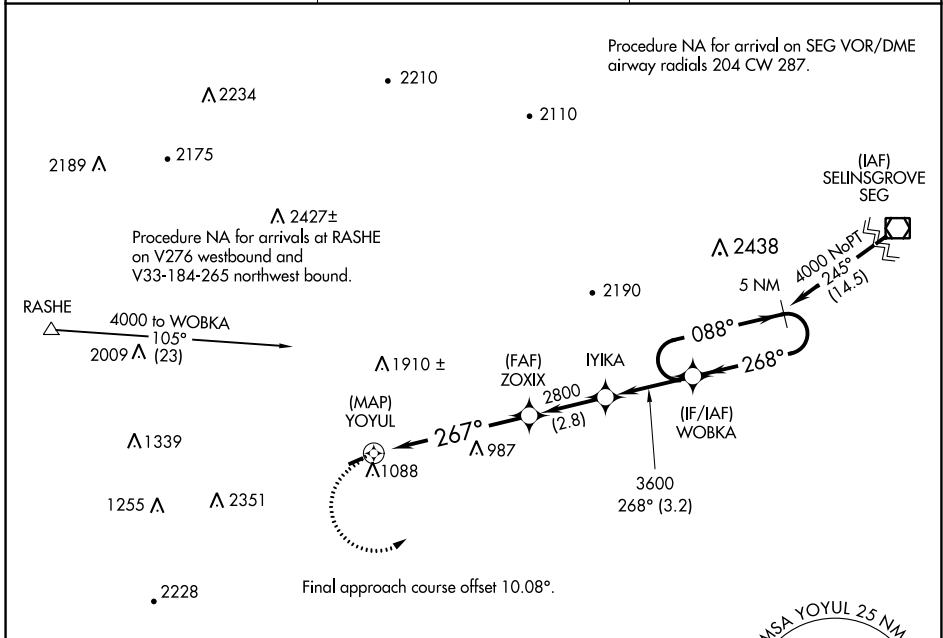 Procedure NA for arrival on SEG VOR/DME
airway radials 204 CW 287.
2210
2234
2110
2189
2175
(IAF)
SELINSGROVE
SEG
2427±
Procedure NA for arrivals at RASHE
on V276 westbound and
V33-184-265 northwest bound.
2438
4000 NoPT
245°
(14.5)
5 NM
2190
RASHE
4000 to WOBKA
105°
(23)
2009
088°
268°
1910 ±
(FAF)
ZOXIX
IYIKA
2800
(2.8)
(IF/IAF)
WOBKA
(MAP)
YOYUL
267°
987
1339
1088
3600
268° (3.2)
1255
2351
Final approach course offset 10.08°.
2228
MSA YOYUL 25 NM